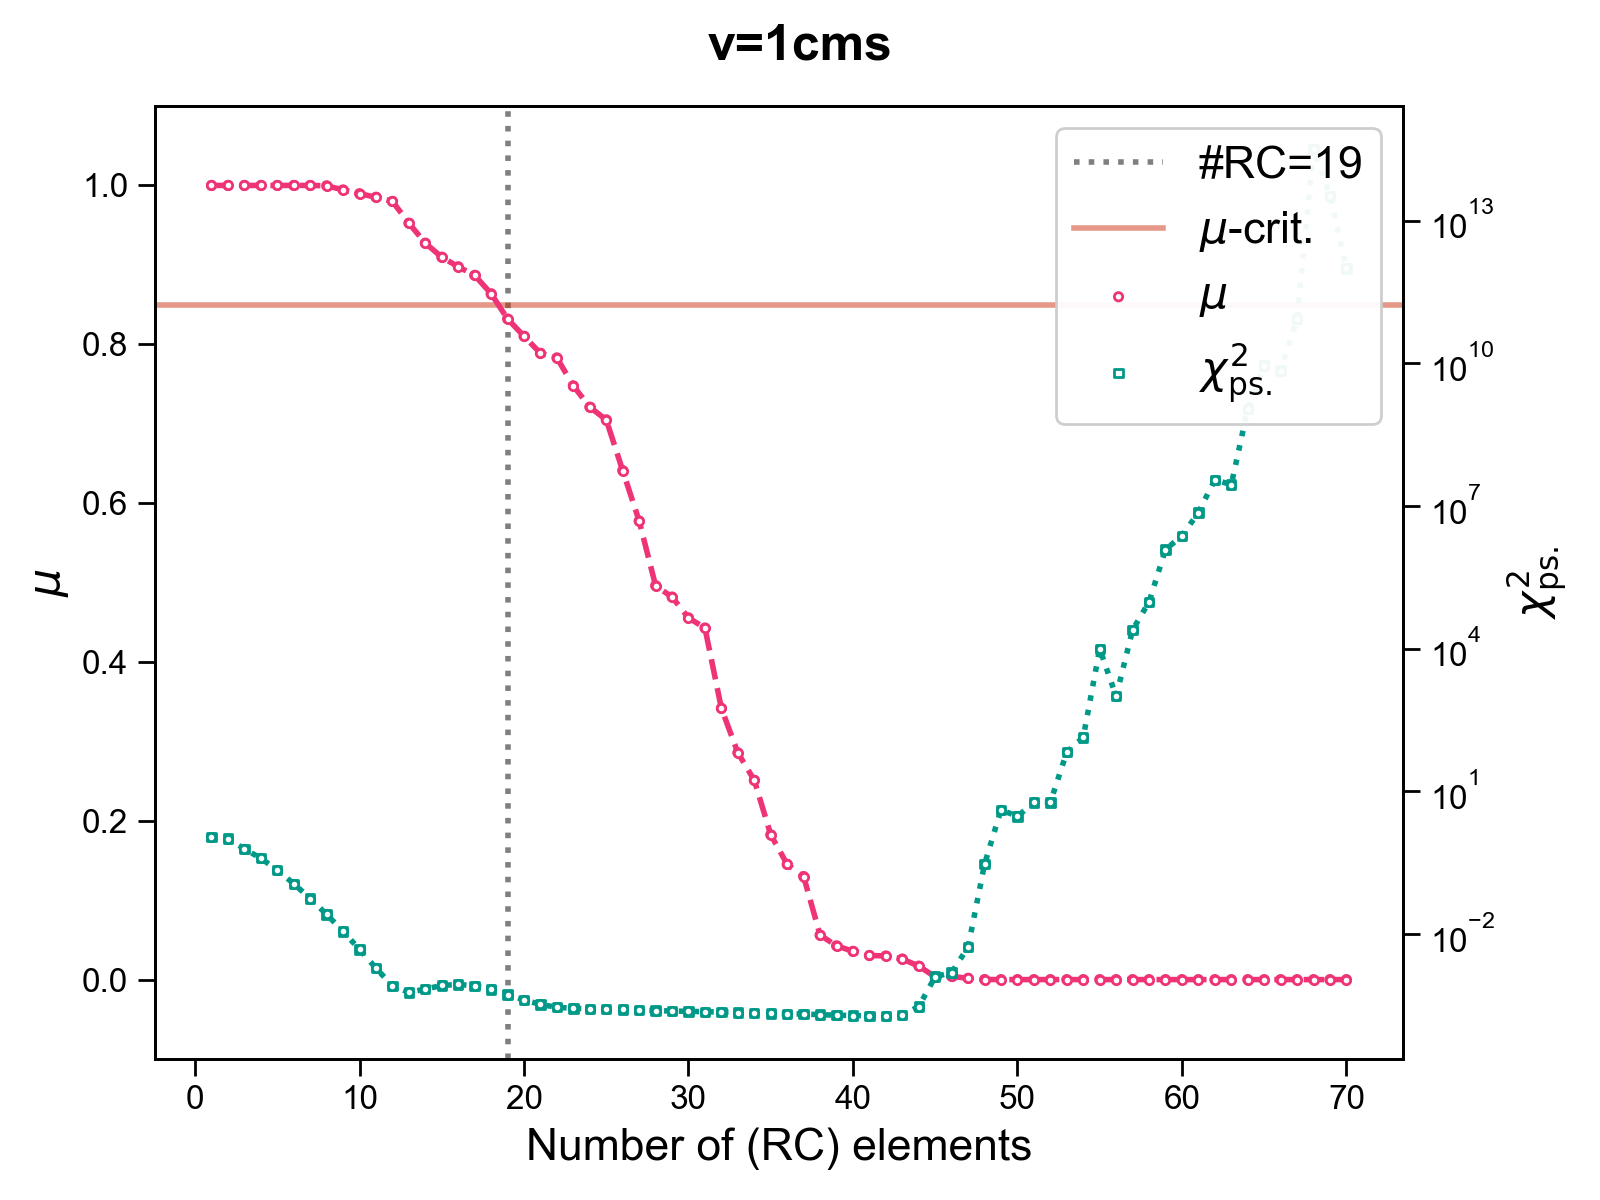 v=1cms
#RC=19
μ-crit.
μ
χ²ps.
1.0
0.8
0.6
0.4
0.2
0.0
μ
10¹³
10¹⁰
10⁷
10⁴
10¹
10⁻²
χ²ps.
0 10 20 30 40 50 60 70
Number of (RC) elements